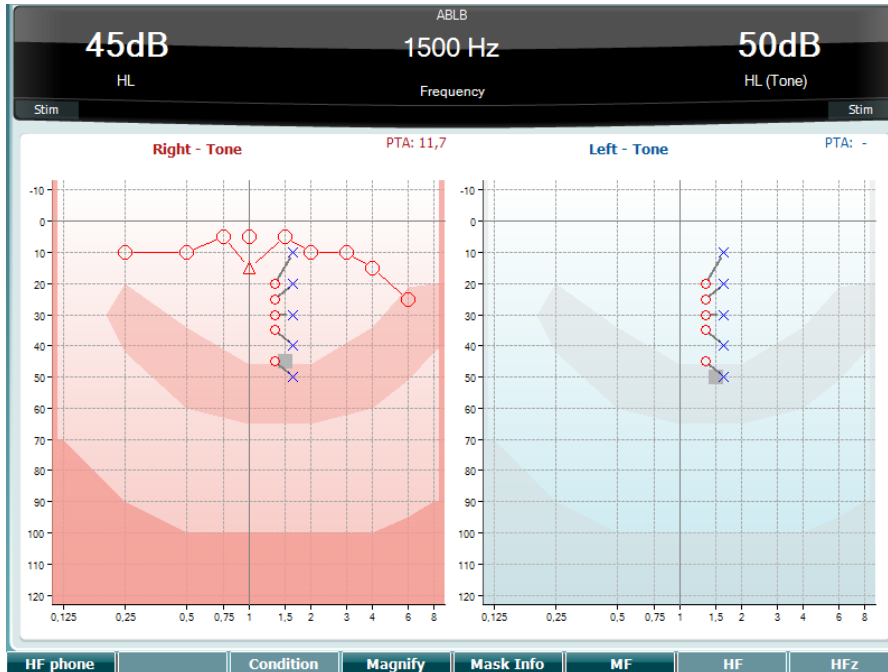 ABLB
45dB 1500 Hz 50dB
HL HL (Tone)
Frequency
Stim Stim
Right - Tone PTA: 11,7 Left - Tone PTA: -
-10 -10
0 0
10 10
20 20
30 30
40 40
50 50
60 60
70 70
80 80
90 90
100 100
110 110
120 120
0,125 0,25 0,5 0,75 1 1,5 2 3 4 6 8 0,125 0,25 0,5 0,75 1 1,5 2 3 4 6 8
HF phone Condition Magnify Mask Info MF HF HFz